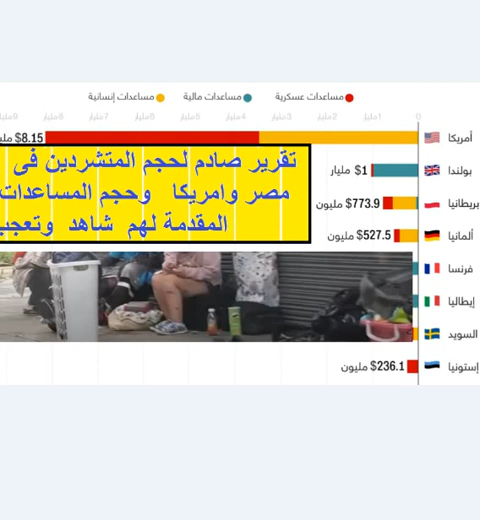 مساعدات عسكرية مساعدات مالية مساعدات إنسانية
0 1مليار 2مليار 3مليار 4مليار 5مليار 6مليار 7مليار 8مليار 9مليار
أمريكا $8.15
بولندا $1 مليار
بريطانيا $773.9 مليون
ألمانيا $527.5 مليون
فرنسا
إيطاليا
السويد
إستونيا $236.1 مليون
تقرير صادم لحجم المتشردين فى
مصر وامريكا وحجم المساعدات
المقدمة لهم شاهد وتعجب